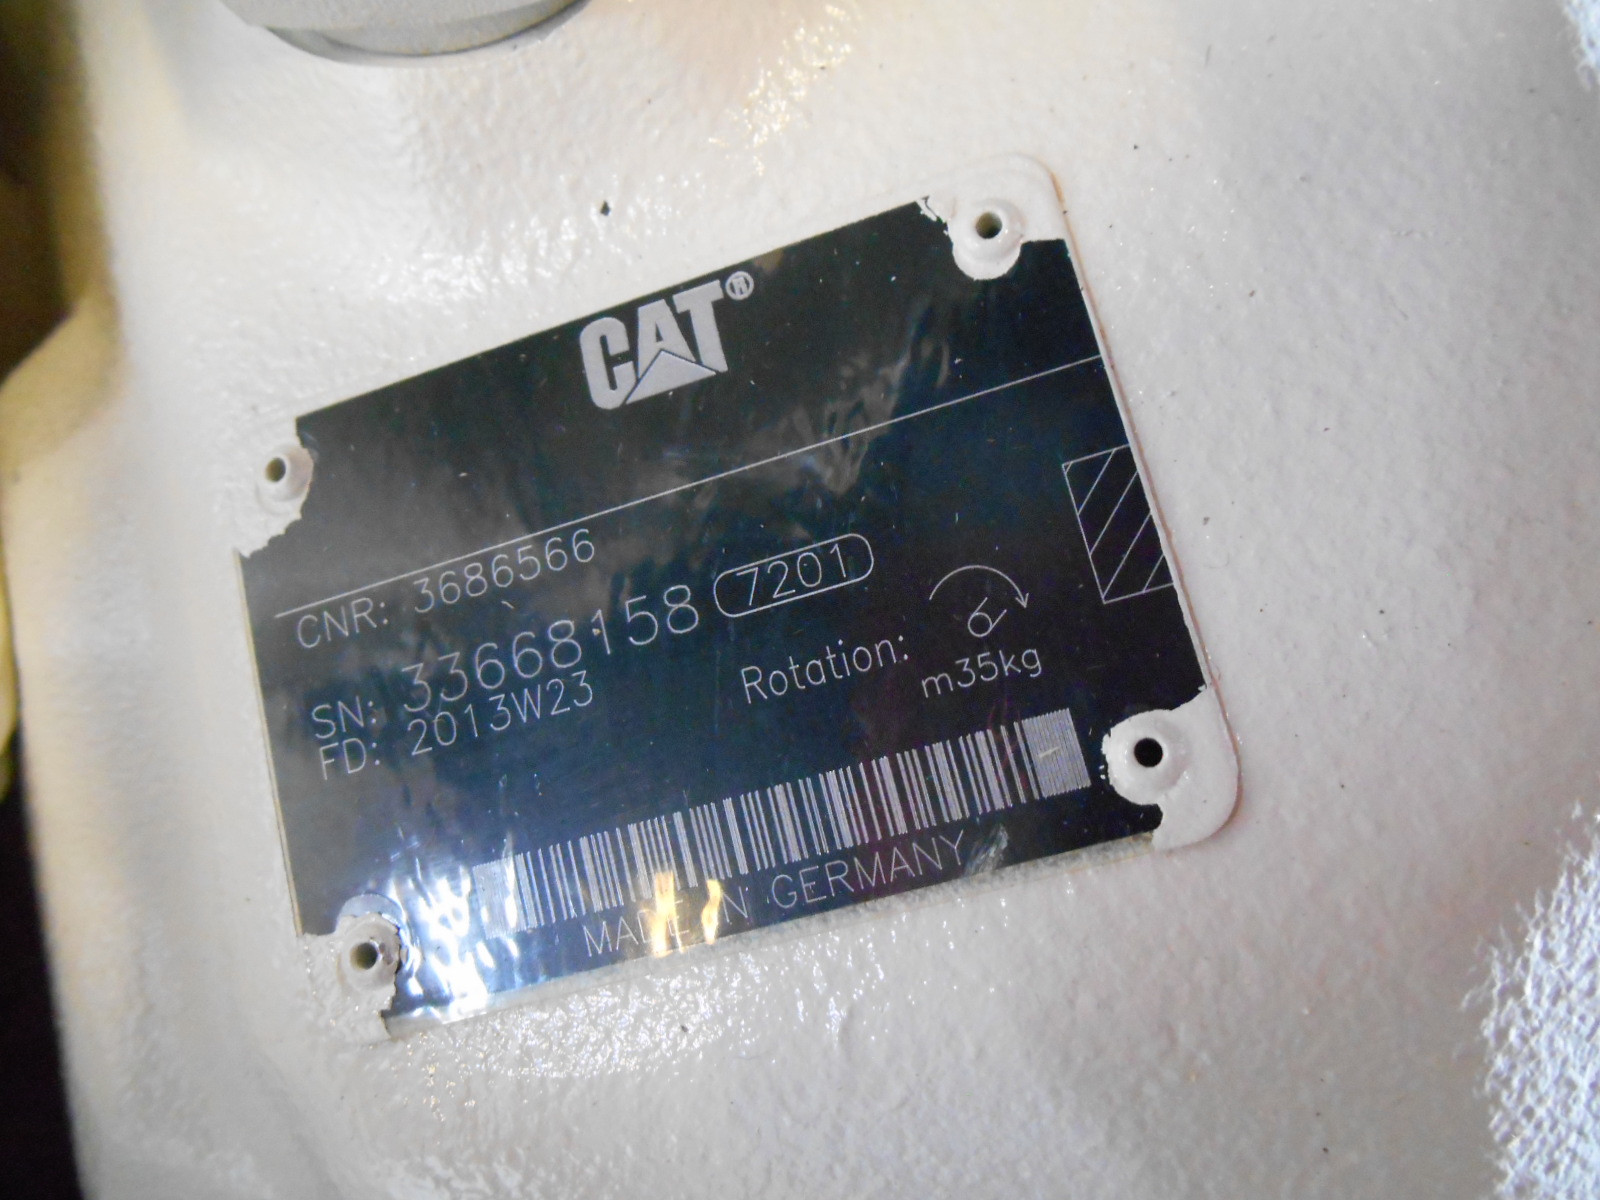 CAT®
CNR: 3686566
SN: 33668158 7201
FD: 2013W23
Rotation:
m35kg
MADE IN GERMANY